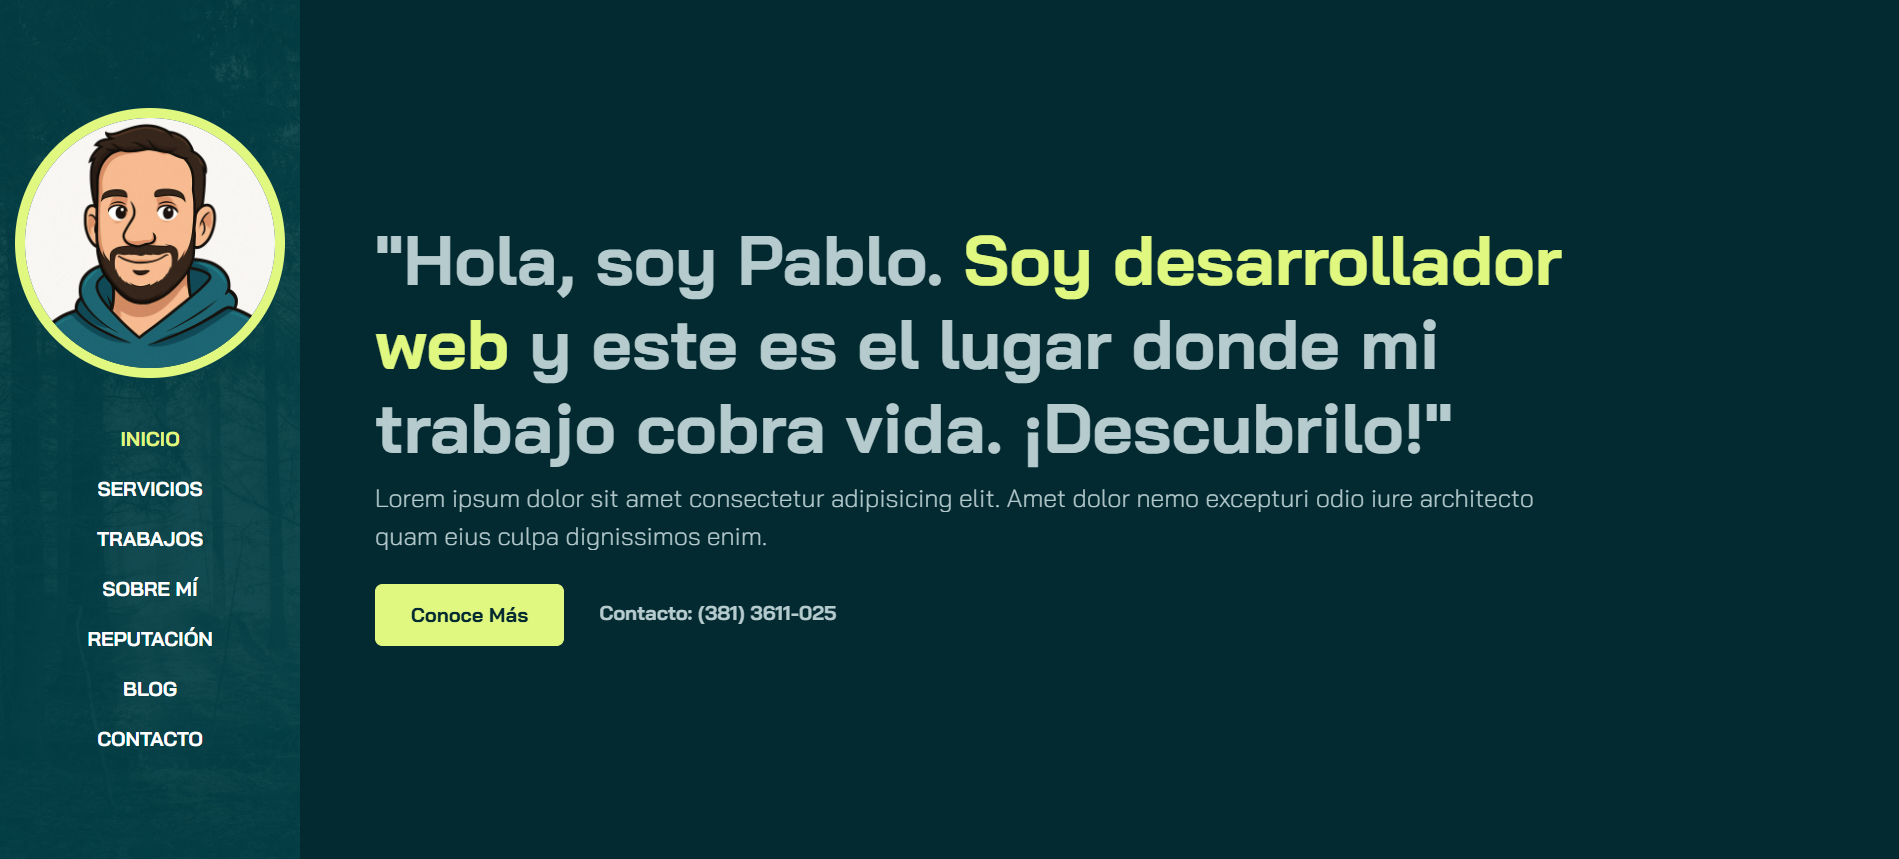 INICIO
SERVICIOS
TRABAJOS
SOBRE MÍ
REPUTACIÓN
BLOG
CONTACTO
"Hola, soy Pablo. Soy desarrollador
web y este es el lugar donde mi
trabajo cobra vida. ¡Descubrilo!"
Lorem ipsum dolor sit amet consectetur adipisicing elit. Amet dolor nemo excepturi odio iure architecto
quam eius culpa dignissimos enim.
Conoce Más
Contacto: (381) 3611-025